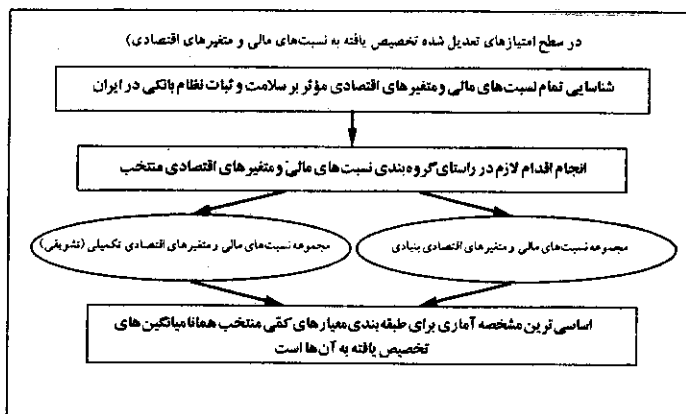 در سطح امتیازهای تعدیل شده تخصیص یافته به نسبت‌های مالی و متغیرهای اقتصادی)
شناسایی تمام نسبت‌های مالی و متغیرهای اقتصادی مؤثر بر سلامت و ثبات نظام بانکی در ایران
انجام اقدام لازم در راستای گروه بندی نسبت‌های مالی و متغیرهای اقتصادی منتخب
مجموعه نسبت‌های مالی و متغیرهای اقتصادی بنیادی
مجموعه نسبت‌های مالی و متغیرهای اقتصادی تکمیلی (تشویقی)
اساسی ترین مشخصه آماری برای طبقه بندی معیارهای کمّی منتخب همانا میانگین‌های
تخصیص یافته به آن‌ها است